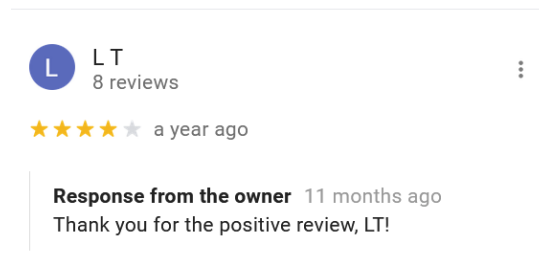 L
L T
8 reviews
a year ago
Response from the owner 11 months ago
Thank you for the positive review, LT!